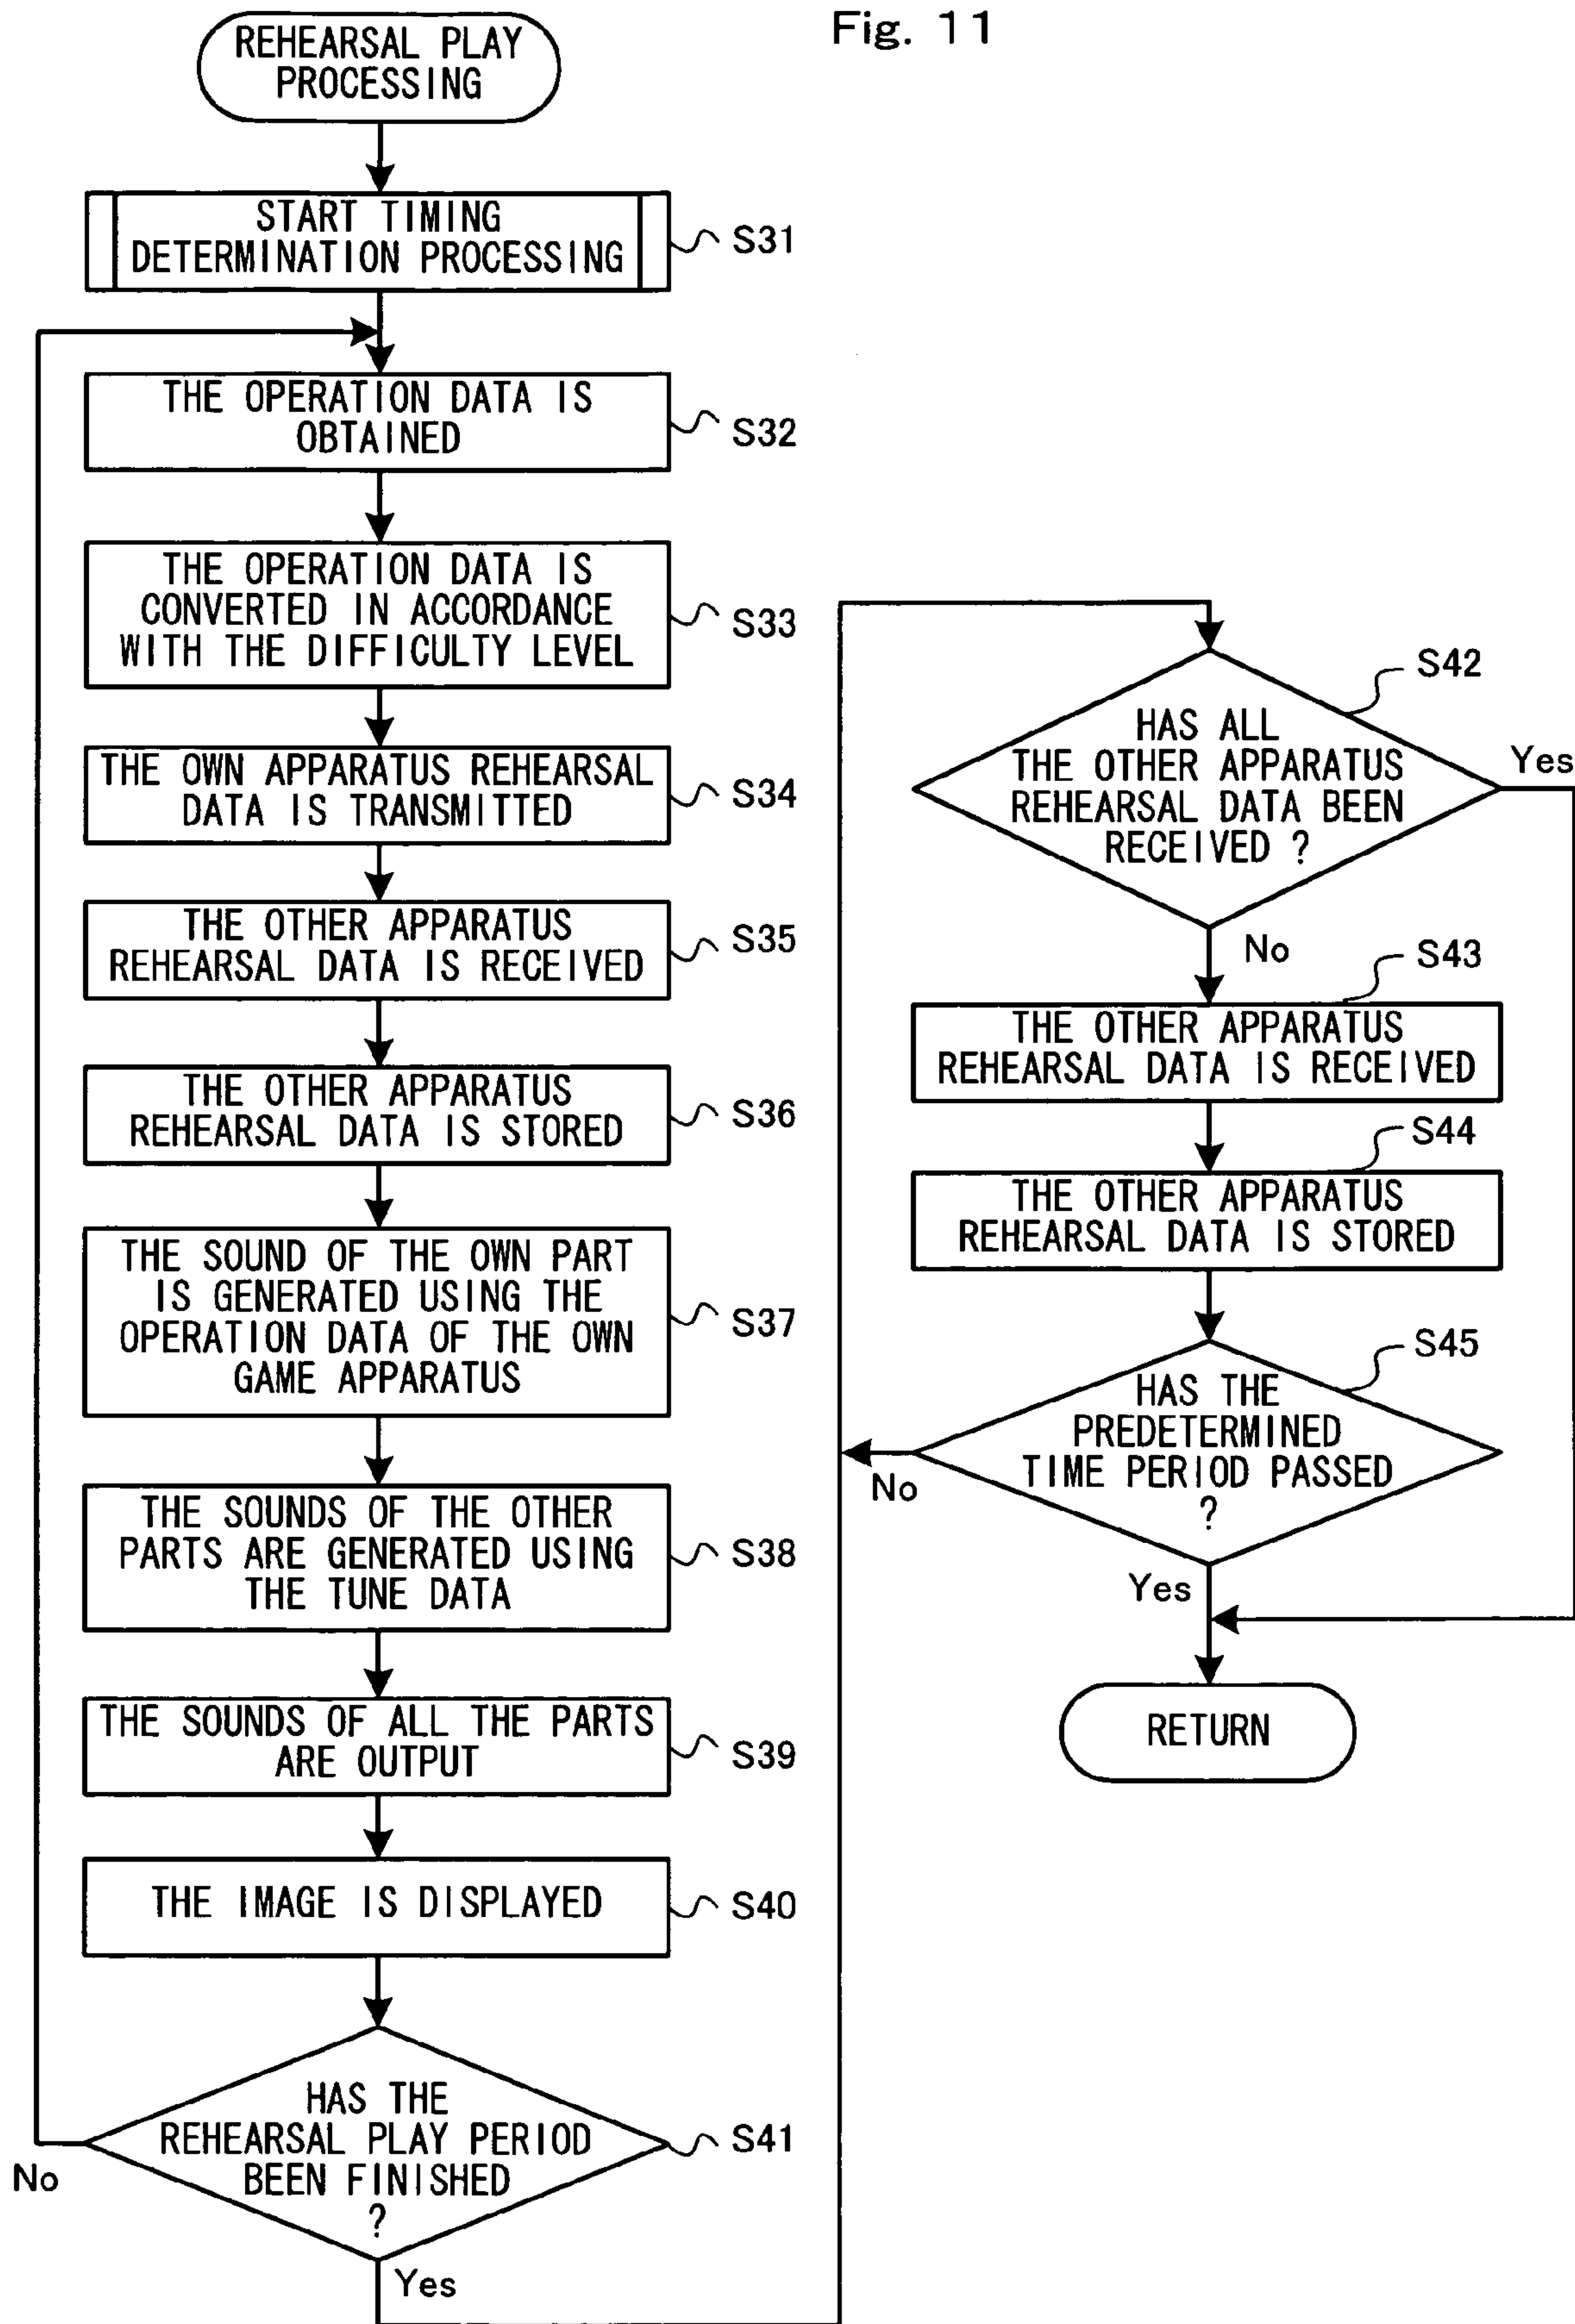 Fig. 11
REHEARSAL PLAY
PROCESSING
START TIMING
DETERMINATION PROCESSING
S31
THE OPERATION DATA IS
OBTAINED
S32
THE OPERATION DATA IS
CONVERTED IN ACCORDANCE
WITH THE DIFFICULTY LEVEL
S33
THE OWN APPARATUS REHEARSAL
DATA IS TRANSMITTED
S34
THE OTHER APPARATUS
REHEARSAL DATA IS RECEIVED
S35
THE OTHER APPARATUS
REHEARSAL DATA IS STORED
S36
THE SOUND OF THE OWN PART
IS GENERATED USING THE
OPERATION DATA OF THE OWN
GAME APPARATUS
S37
THE SOUNDS OF THE OTHER
PARTS ARE GENERATED USING
THE TUNE DATA
S38
THE SOUNDS OF ALL THE PARTS
ARE OUTPUT
S39
THE IMAGE IS DISPLAYED
S40
HAS THE
REHEARSAL PLAY PERIOD
BEEN FINISHED
?
S41
No
Yes
S42
HAS ALL
THE OTHER APPARATUS
REHEARSAL DATA BEEN
RECEIVED ?
Yes
No
S43
THE OTHER APPARATUS
REHEARSAL DATA IS RECEIVED
S44
THE OTHER APPARATUS
REHEARSAL DATA IS STORED
S45
HAS THE
PREDETERMINED
TIME PERIOD PASSED
?
No
Yes
RETURN